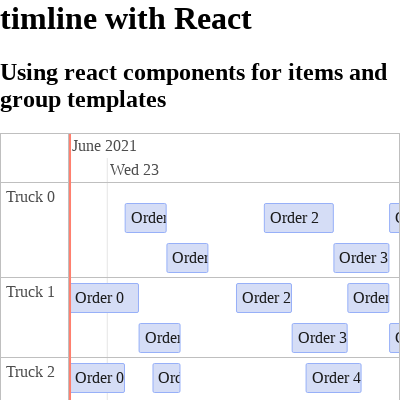 timline with React
Using react components for items and
group templates
June 2021
Wed 23
Truck 0
Order
Order 2
Order
Order 3
Truck 1
Order 0
Order 2
Order
Order
Order 3
Truck 2
Order 0
Order 4